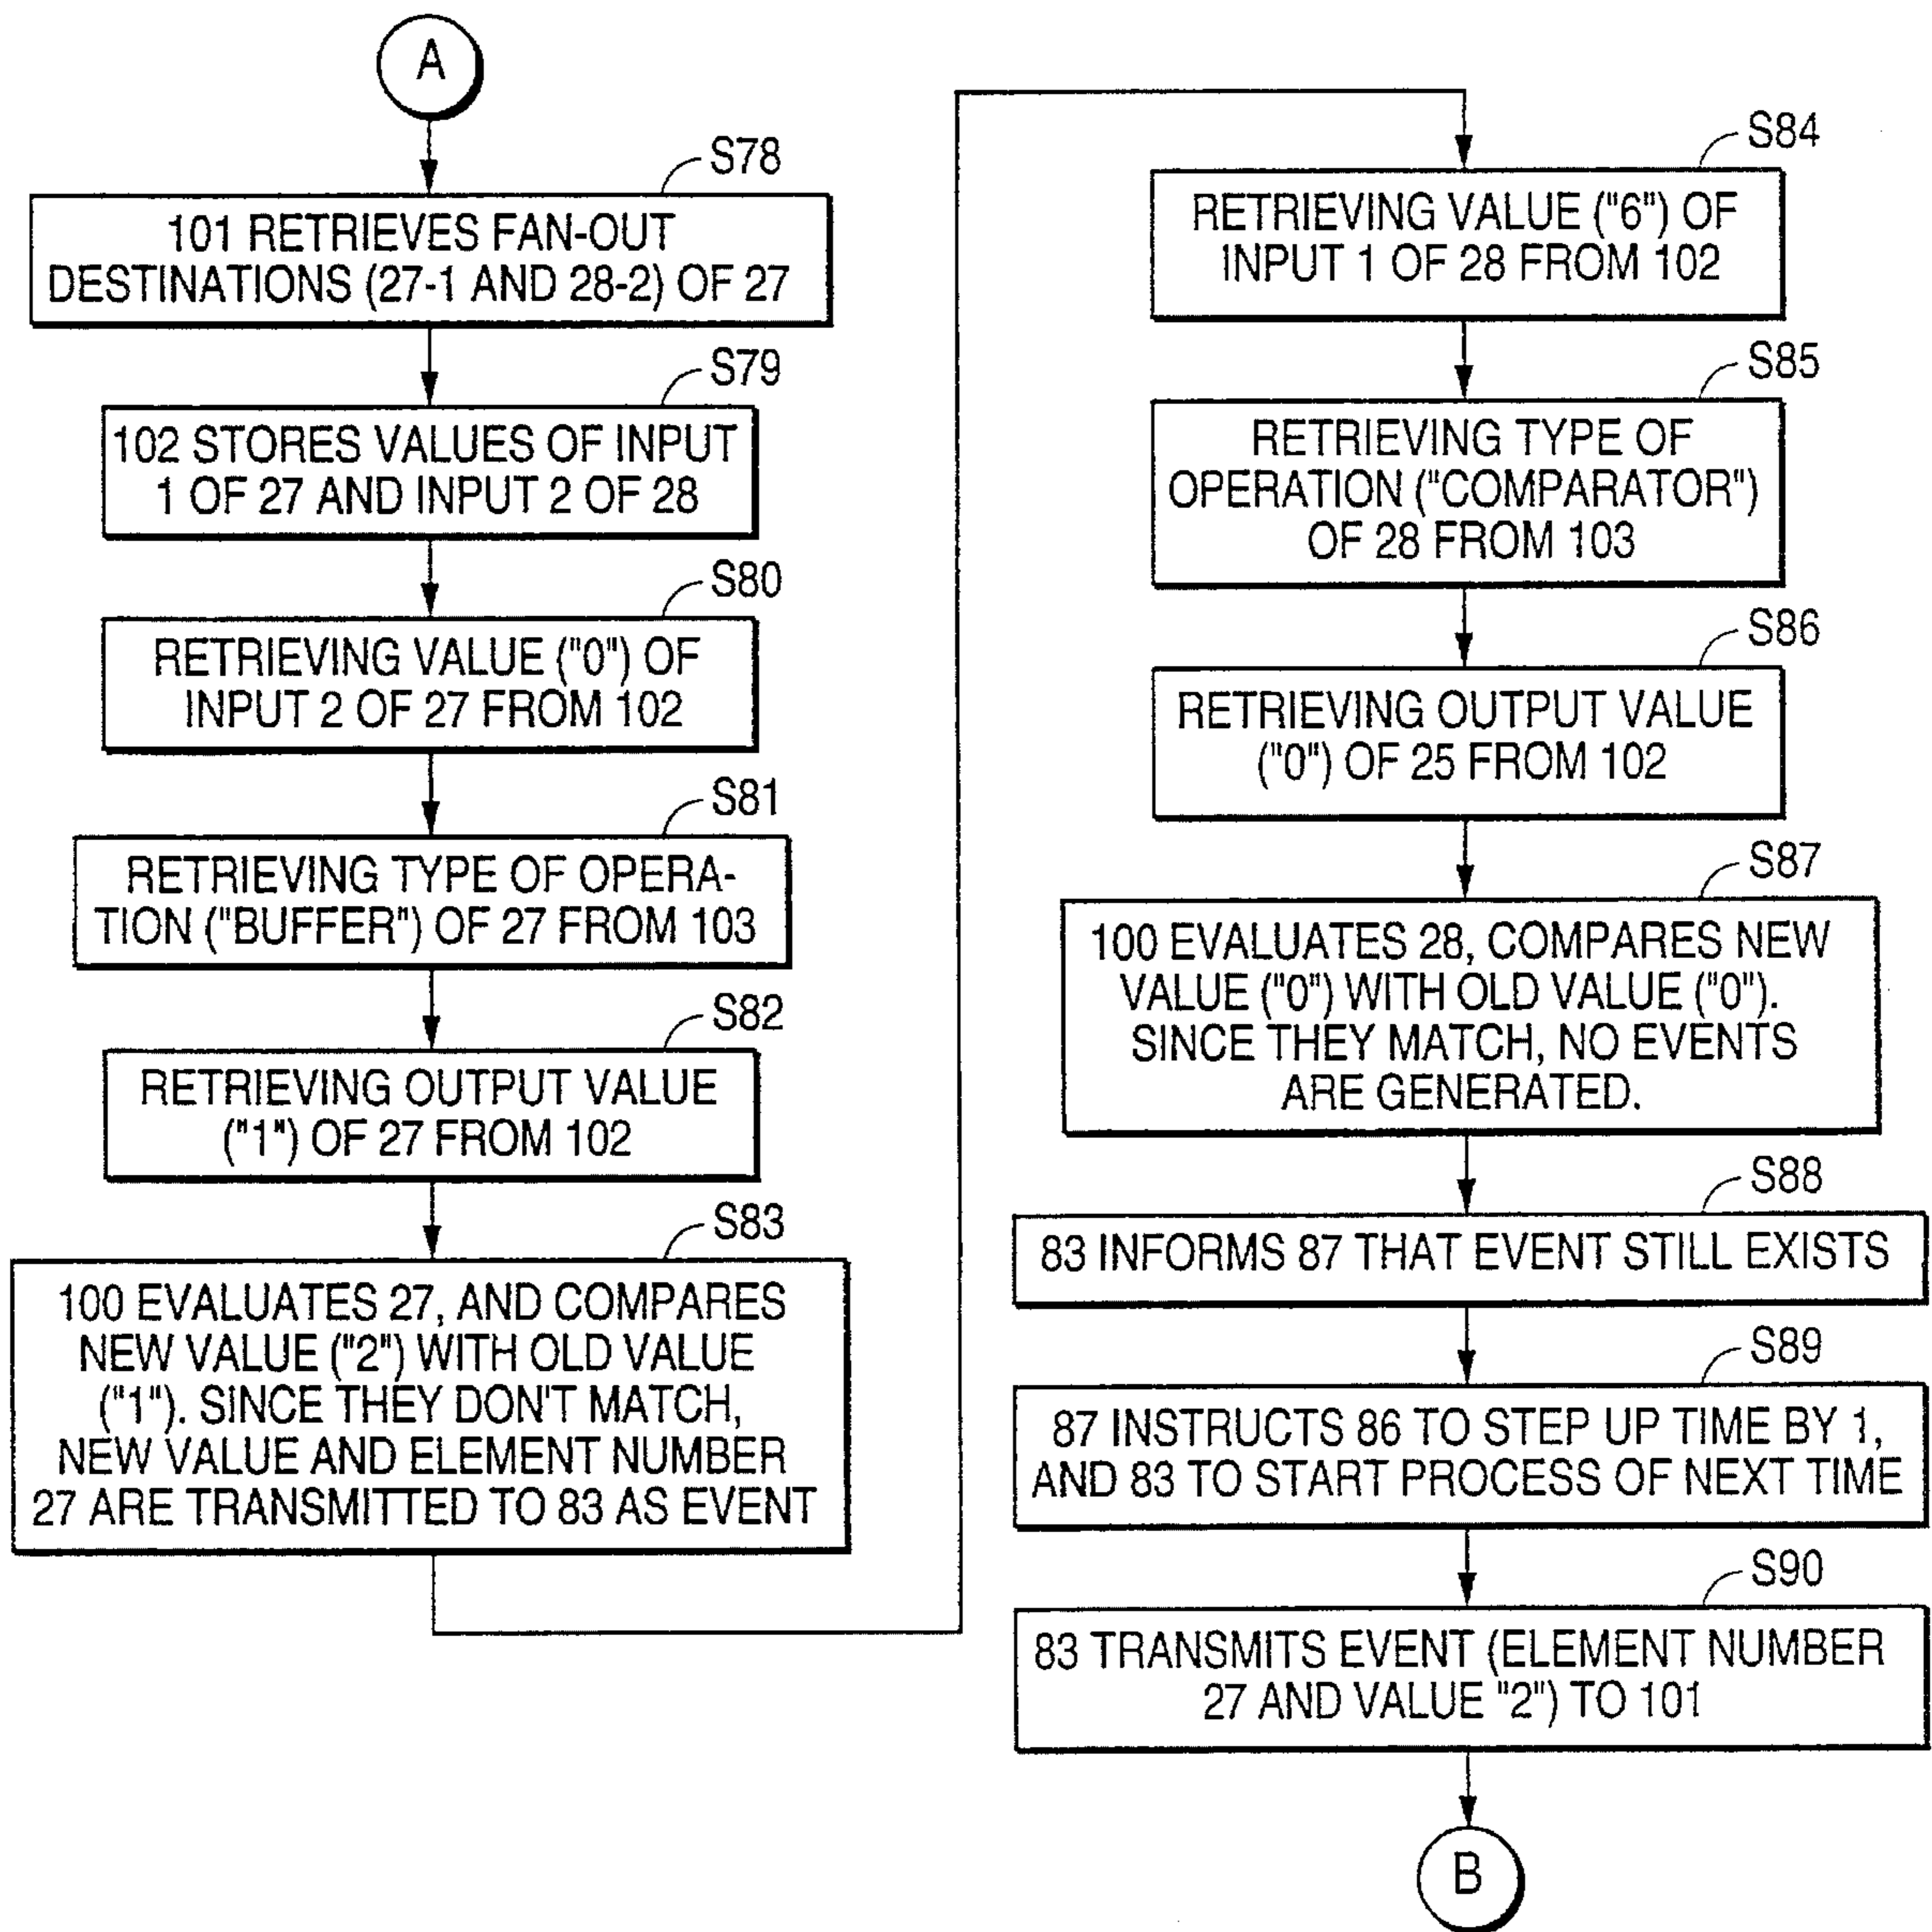 A
S78
101 RETRIEVES FAN-OUT
DESTINATIONS (27-1 AND 28-2) OF 27
S79
102 STORES VALUES OF INPUT
1 OF 27 AND INPUT 2 OF 28
S80
RETRIEVING VALUE ("0") OF
INPUT 2 OF 27 FROM 102
S81
RETRIEVING TYPE OF OPERA-
TION ("BUFFER") OF 27 FROM 103
S82
RETRIEVING OUTPUT VALUE
("1") OF 27 FROM 102
S83
100 EVALUATES 27, AND COMPARES
NEW VALUE ("2") WITH OLD VALUE
("1"). SINCE THEY DON'T MATCH,
NEW VALUE AND ELEMENT NUMBER
27 ARE TRANSMITTED TO 83 AS EVENT
S84
RETRIEVING VALUE ("6") OF
INPUT 1 OF 28 FROM 102
S85
RETRIEVING TYPE OF
OPERATION ("COMPARATOR")
OF 28 FROM 103
S86
RETRIEVING OUTPUT VALUE
("0") OF 25 FROM 102
S87
100 EVALUATES 28, COMPARES NEW
VALUE ("0") WITH OLD VALUE ("0").
SINCE THEY MATCH, NO EVENTS
ARE GENERATED.
S88
83 INFORMS 87 THAT EVENT STILL EXISTS
S89
87 INSTRUCTS 86 TO STEP UP TIME BY 1,
AND 83 TO START PROCESS OF NEXT TIME
S90
83 TRANSMITS EVENT (ELEMENT NUMBER
27 AND VALUE "2") TO 101
B